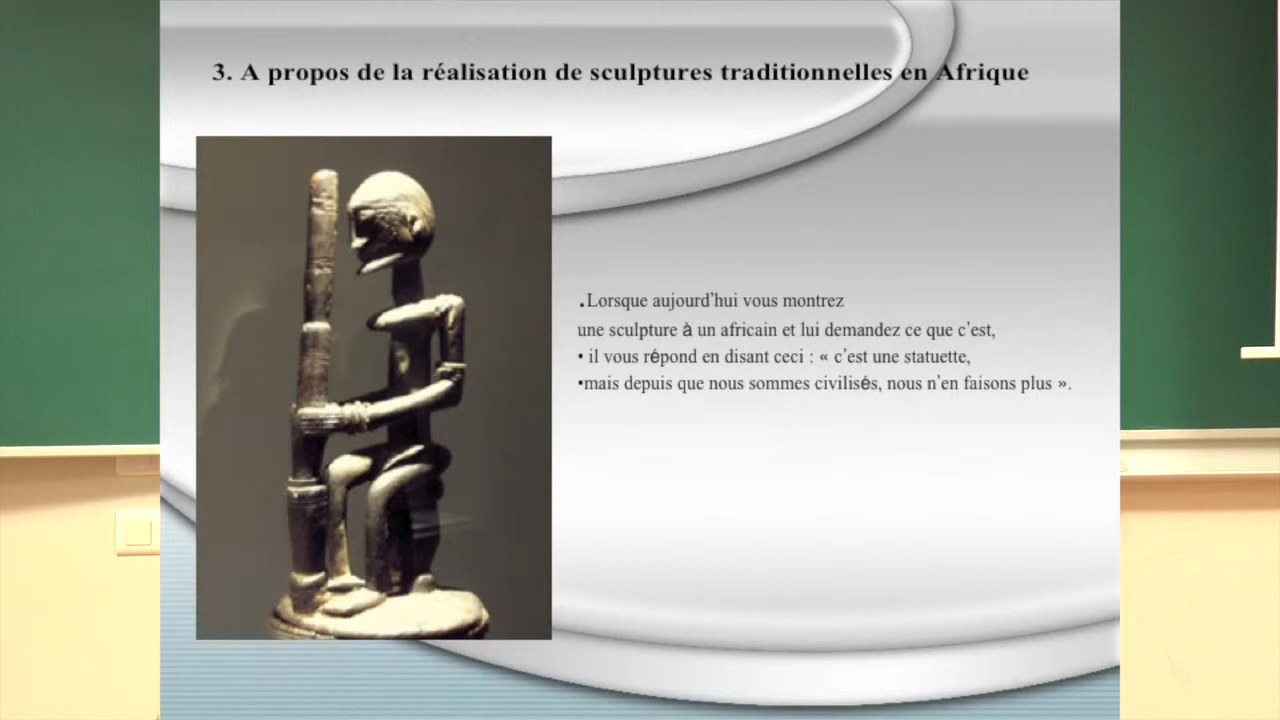 3. A propos de la réalisation de sculptures traditionnelles en Afrique
.Lorsque aujourd'hui vous montrez
une sculpture à un africain et lui demandez ce que c'est,
• il vous répond en disant ceci : « c'est une statuette,
•mais depuis que nous sommes civilisés, nous n'en faisons plus ».